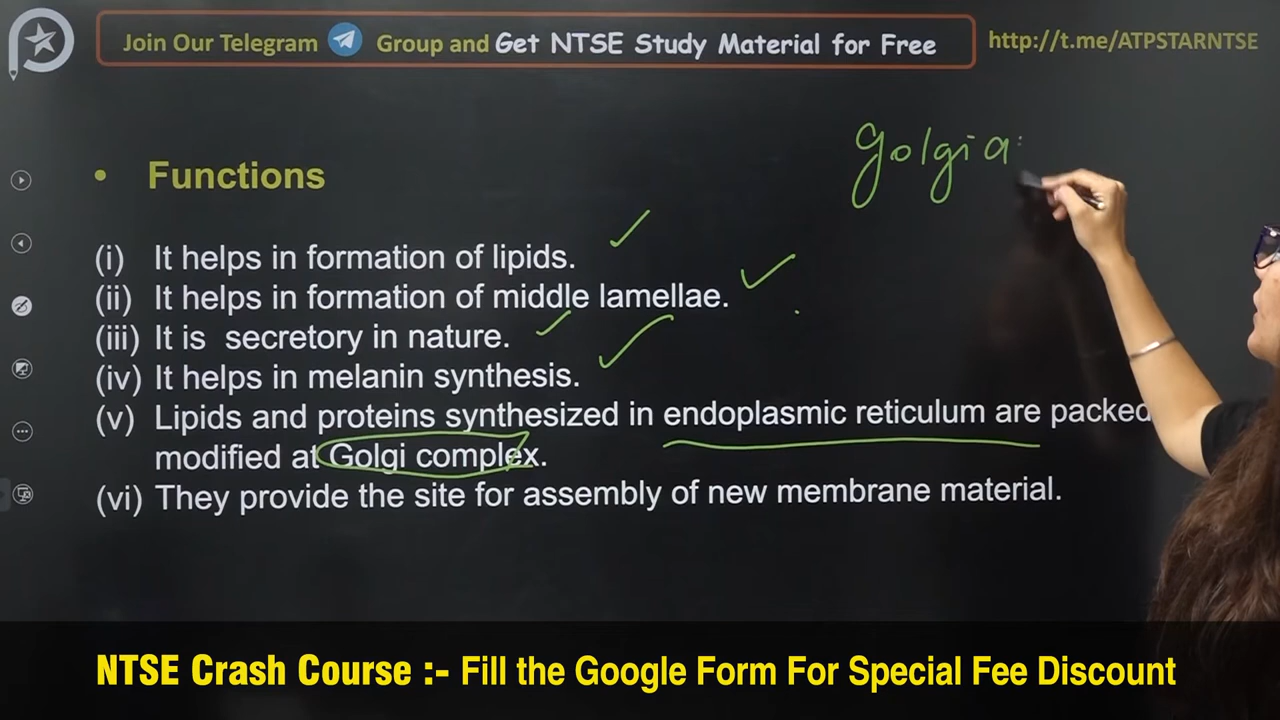 Join Our Telegram Group and Get NTSE Study Material for Free
http://t.me/ATPSTARNTSE
golgia
• Functions
(i) It helps in formation of lipids.
(ii) It helps in formation of middle lamellae.
(iii) It is secretory in nature.
(iv) It helps in melanin synthesis.
(v) Lipids and proteins synthesized in endoplasmic reticulum are packed
modified at Golgi complex.
(vi) They provide the site for assembly of new membrane material.
NTSE Crash Course :- Fill the Google Form For Special Fee Discount